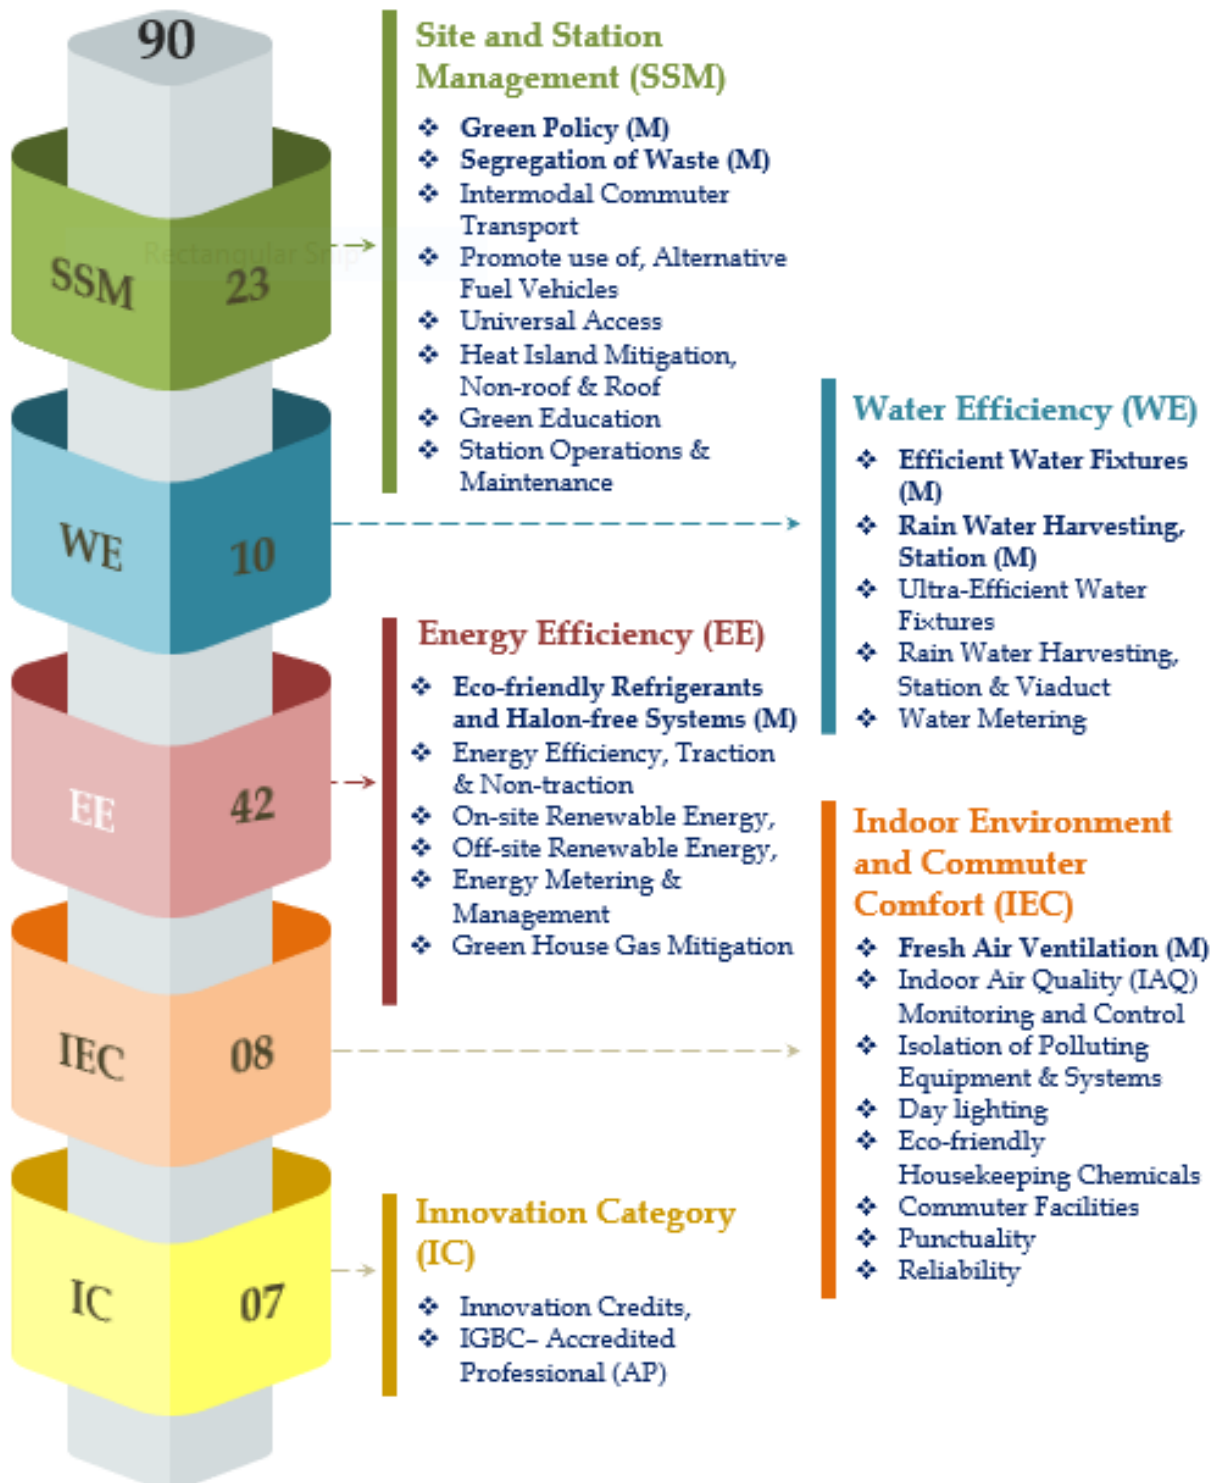 90
SSM 23
WE 10
EE 42
IEC 08
IC 07
Rectangular Snip
Site and Station
Management (SSM)
❖ Green Policy (M)
❖ Segregation of Waste (M)
❖ Intermodal Commuter
Transport
❖ Promote use of, Alternative
Fuel Vehicles
❖ Universal Access
❖ Heat Island Mitigation,
Non-roof & Roof
❖ Green Education
❖ Station Operations &
Maintenance
Water Efficiency (WE)
❖ Efficient Water Fixtures
(M)
❖ Rain Water Harvesting,
Station (M)
❖ Ultra-Efficient Water
Fixtures
❖ Rain Water Harvesting,
Station & Viaduct
❖ Water Metering
Energy Efficiency (EE)
❖ Eco-friendly Refrigerants
and Halon-free Systems (M)
❖ Energy Efficiency, Traction
& Non-traction
❖ On-site Renewable Energy,
❖ Off-site Renewable Energy,
❖ Energy Metering &
Management
❖ Green House Gas Mitigation
Indoor Environment
and Commuter
Comfort (IEC)
❖ Fresh Air Ventilation (M)
❖ Indoor Air Quality (IAQ)
Monitoring and Control
❖ Isolation of Polluting
Equipment & Systems
❖ Day lighting
❖ Eco-friendly
Housekeeping Chemicals
❖ Commuter Facilities
❖ Punctuality
❖ Reliability
Innovation Category
(IC)
❖ Innovation Credits,
❖ IGBC– Accredited
Professional (AP)